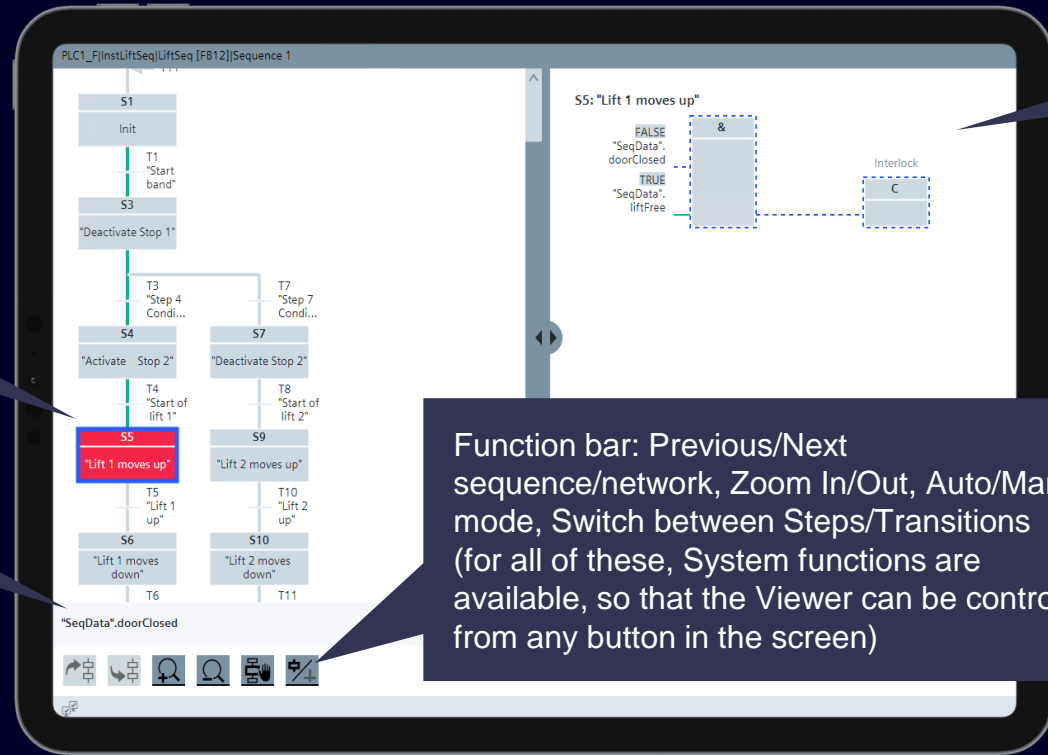 PLC1_F|InstLiftSeq|LiftSeq [FB12]|Sequence 1
S1
Init
T1
"Start
band"
S3
"Deactivate Stop 1"
T3
"Step 4
Condi...
T7
"Step 7
Condi...
S4
"Activate Stop 2"
S7
"Deactivate Stop 2"
T4
"Start of
lift 1"
T8
"Start of
lift 2"
S5
"Lift 1 moves up"
S9
"Lift 2 moves up"
T5
"Lift 1
up"
T10
"Lift 2
up"
S6
"Lift 1 moves
down"
S10
"Lift 2 moves
down"
T6
T11
"SeqData".doorClosed
S5: "Lift 1 moves up"
FALSE
"SeqData".
doorClosed
TRUE
"SeqData".
liftFree
&
Interlock
C
Function bar: Previous/Next
sequence/network, Zoom In/Out, Auto/Man
mode, Switch between Steps/Transitions
(for all of these, System functions are
available, so that the Viewer can be contro
from any button in the screen)